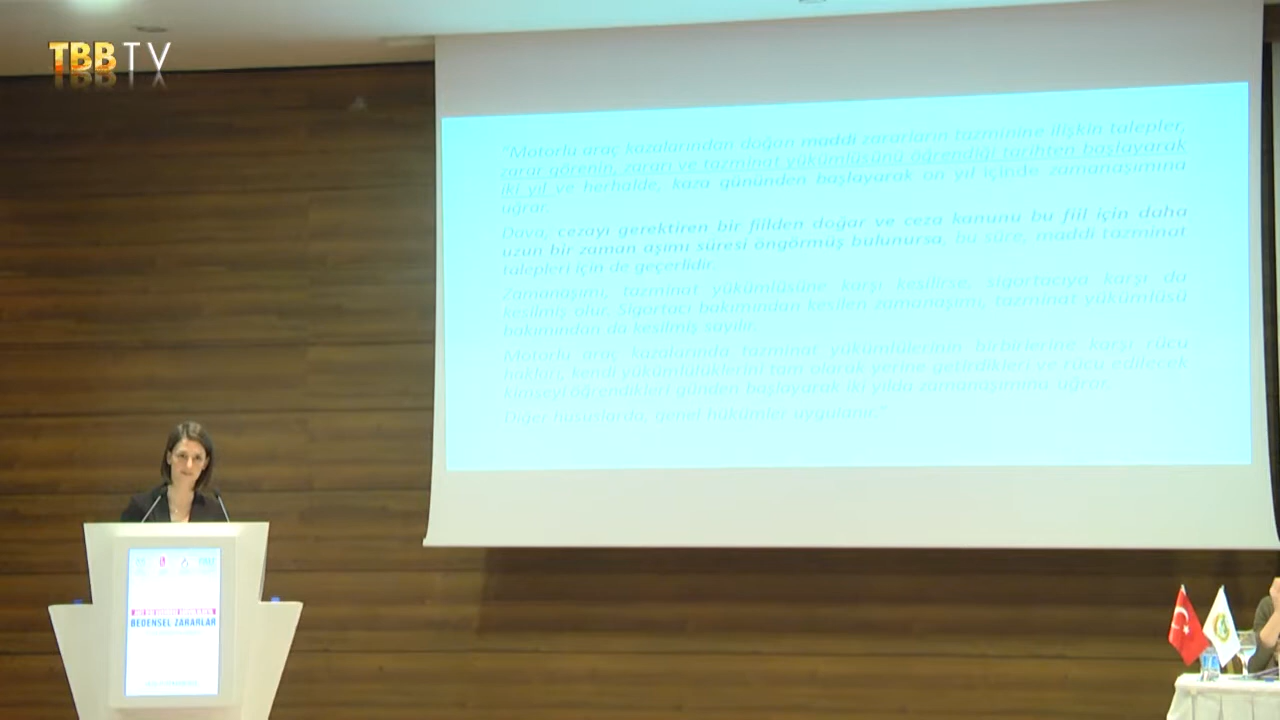 TBB TV
"Motorlu araç kazalarından doğan maddi zararların tazminine ilişkin talepler,
zarar görenin, zararı ve tazminat yükümlüsünü öğrendiği tarihten başlayarak
iki yıl ve herhalde, kaza gününden başlayarak on yıl içinde zamanaşımına
uğrar.
Dava, cezayı gerektiren bir fiilden doğar ve ceza kanunu bu fiil için daha
uzun bir zaman aşımı süresi öngörmüş bulunursa, bu süre, maddi tazminat
talepleri için de geçerlidir.
Zamanaşımı, tazminat yükümlüsüne karşı kesilirse, sigortacıya karşı da
kesilmiş olur. Sigortacı bakımından kesilen zamanaşımı, tazminat yükümlüsü
bakımından da kesilmiş sayılır.
Motorlu araç kazalarında tazminat yükümlülerinin birbirlerine karşı rücu
hakları, kendi yükümlülüklerini tam olarak yerine getirdikleri ve rücu edilecek
kimseyi öğrendikleri günden başlayarak iki yılda zamanaşımına uğrar.
Diğer hususlarda, genel hükümler uygulanır."
BEDENSEL ZARARLAR